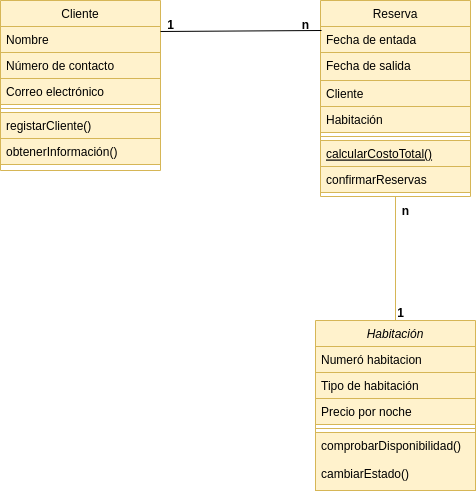 Cliente
Nombre
Número de contacto
Correo electrónico
registarCliente()
obtenerInformación()
1
n
Reserva
Fecha de entada
Fecha de salida
Cliente
Habitación
calcularCostoTotal()
confirmarReservas
n
1
Habitación
Numeró habitacion
Tipo de habitación
Precio por noche
comprobarDisponibilidad()
cambiarEstado()